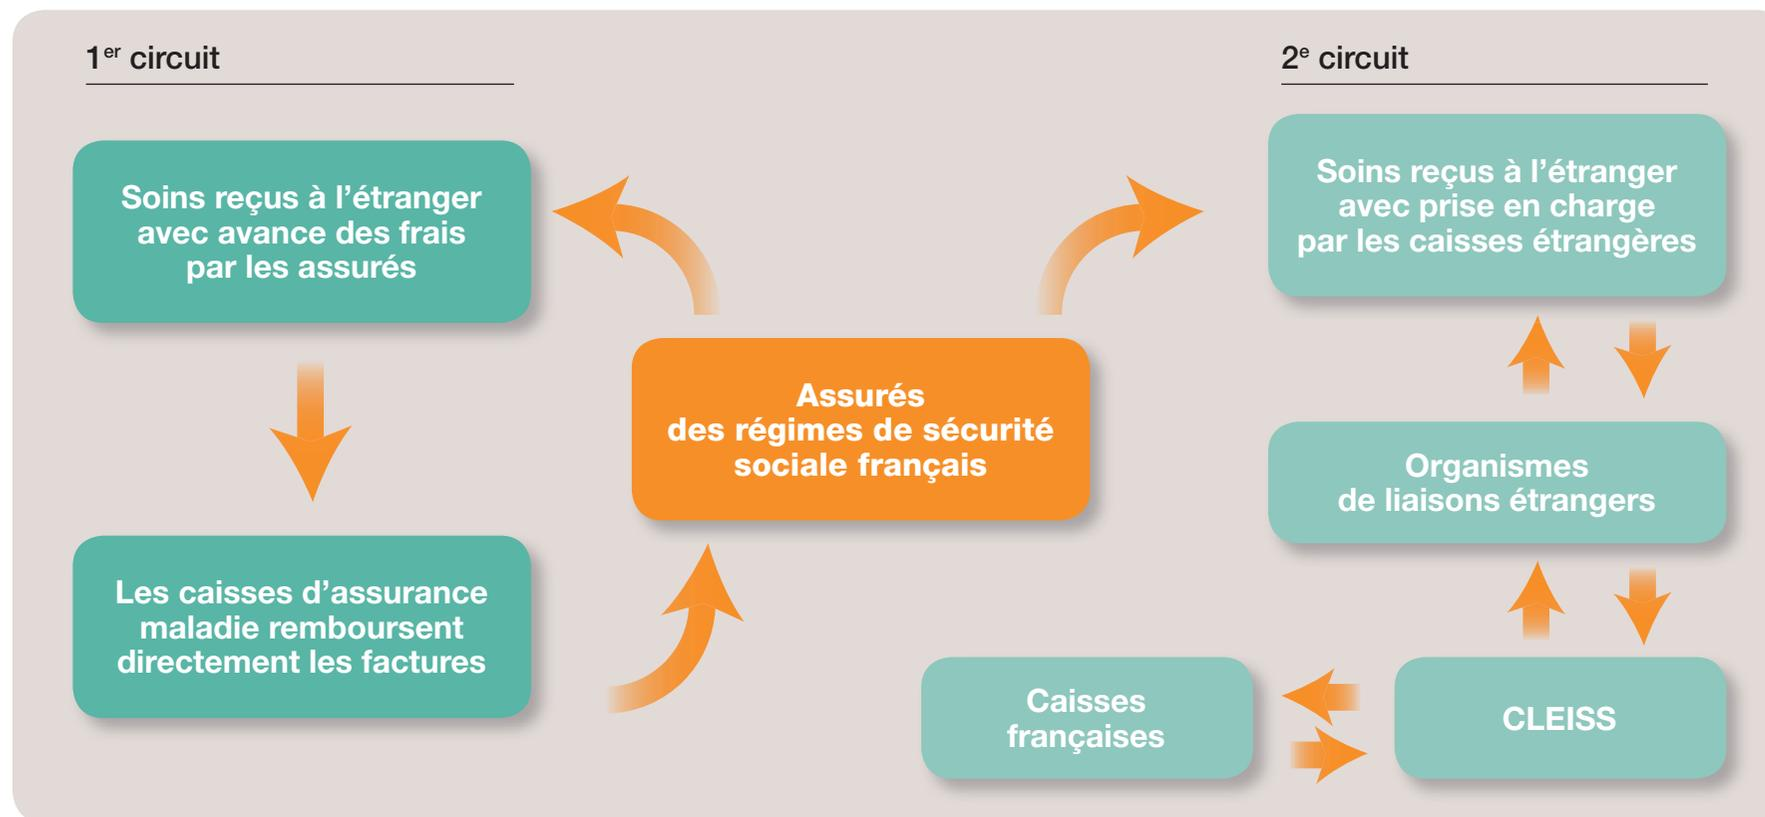 1er circuit
Soins reçus à l’étranger
avec avance des frais
par les assurés
Les caisses d’assurance
maladie remboursent
directement les factures
Assurés
des régimes de sécurité
sociale français
2e circuit
Soins reçus à l’étranger
avec prise en charge
par les caisses étrangères
Organismes
de liaisons étrangers
CLEISS
Caisses
françaises